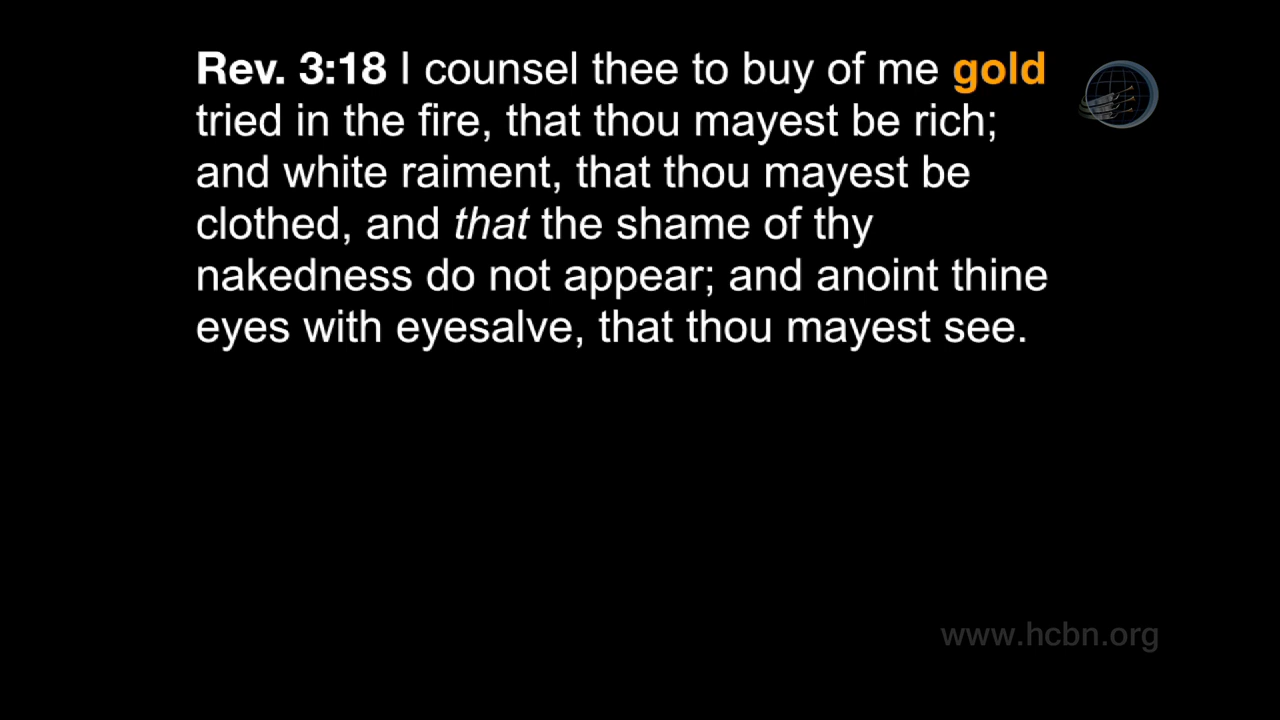 Rev. 3:18 I counsel thee to buy of me gold
tried in the fire, that thou mayest be rich;
and white raiment, that thou mayest be
clothed, and that the shame of thy
nakedness do not appear; and anoint thine
eyes with eyesalve, that thou mayest see.
www.hcbn.org